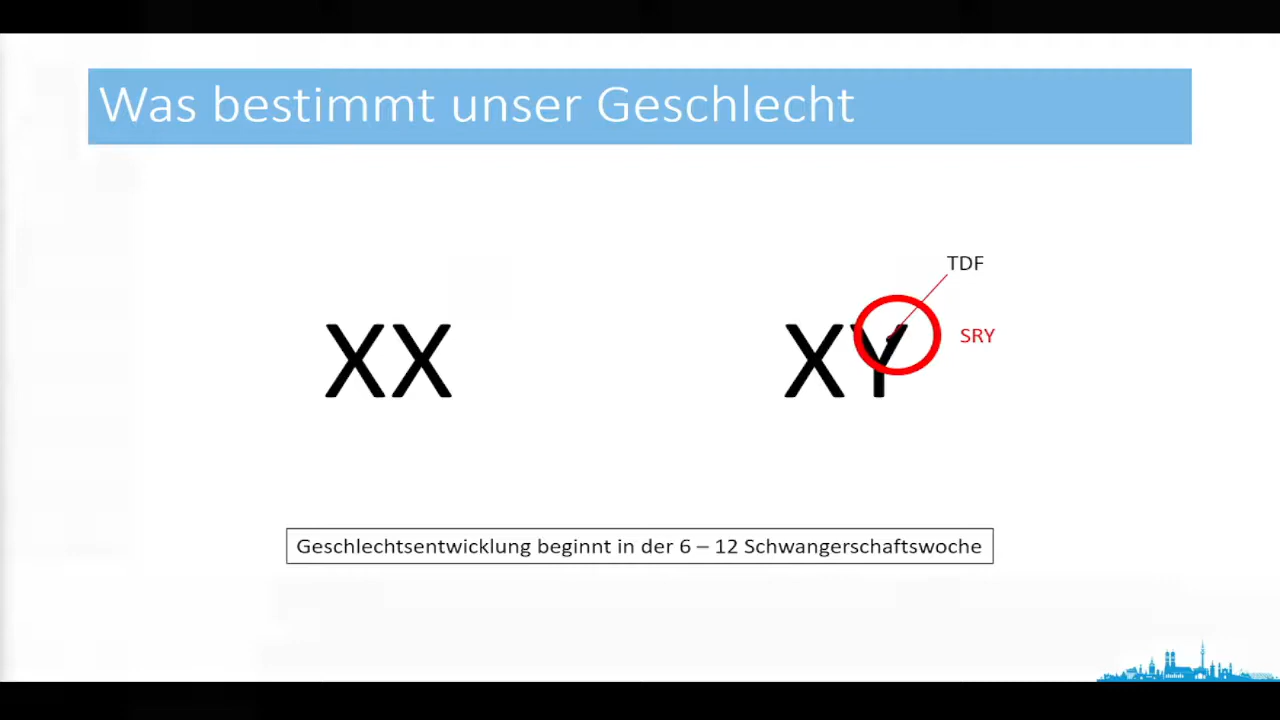 Was bestimmt unser Geschlecht
TDF
XX
XY
SRY
Geschlechtsentwicklung beginnt in der 6 – 12 Schwangerschaftswoche